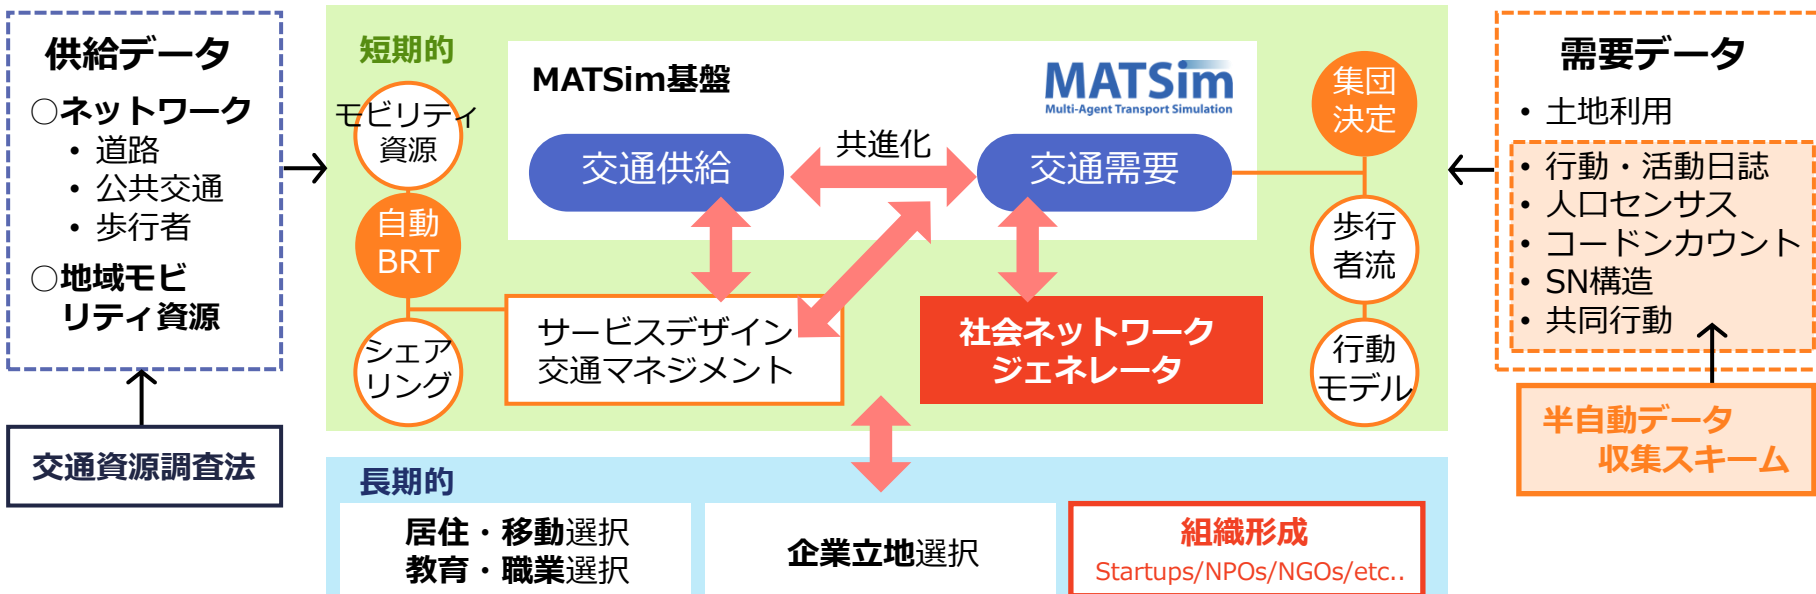 供給データ
○ネットワーク
• 道路
• 公共交通
• 歩行者
○地域モビ
リティ資源
交通資源調査法
短期的
モビリティ
資源
自動
BRT
シェア
リング
MATSim基盤
MATSim
Multi-Agent Transport Simulation
交通供給
共進化
交通需要
サービスデザイン
交通マネジメント
社会ネットワーク
ジェネレータ
集団
決定
歩行
者流
行動
モデル
長期的
居住・移動選択
教育・職業選択
企業立地選択
組織形成
Startups/NPOs/NGOs/etc..
需要データ
• 土地利用
• 行動・活動日誌
• 人口センサス
• コードンカウント
• SN構造
• 共同行動
半自動データ
収集スキーム